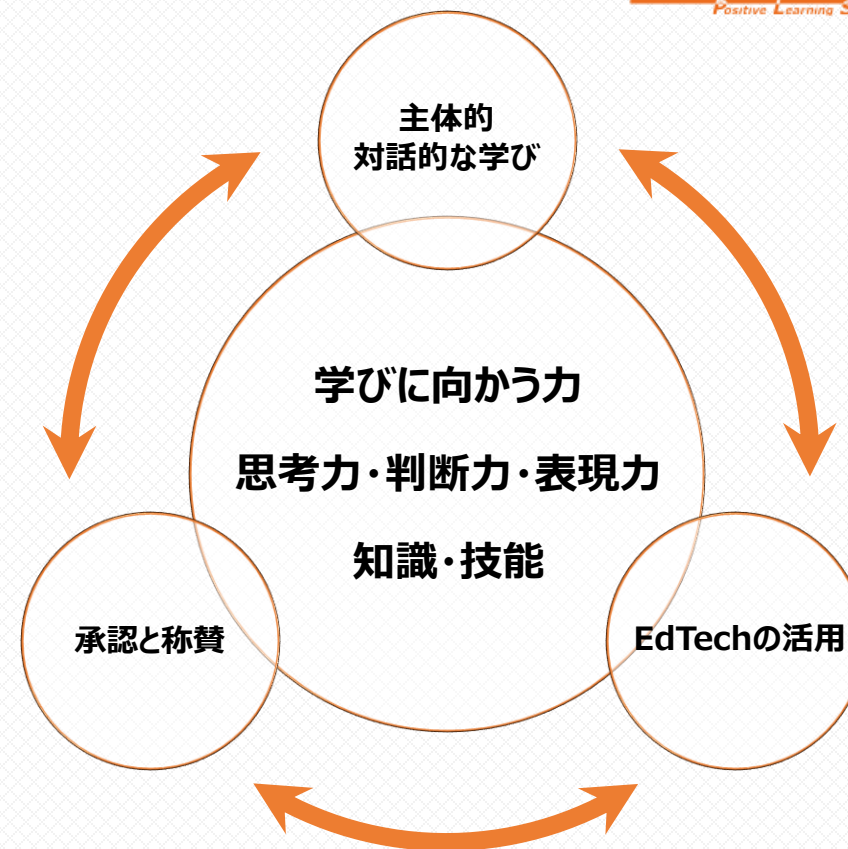 Positive Learning S
主体的
対話的な学び
学びに向かう力
思考力・判断力・表現力
知識・技能
承認と称賛
EdTechの活用